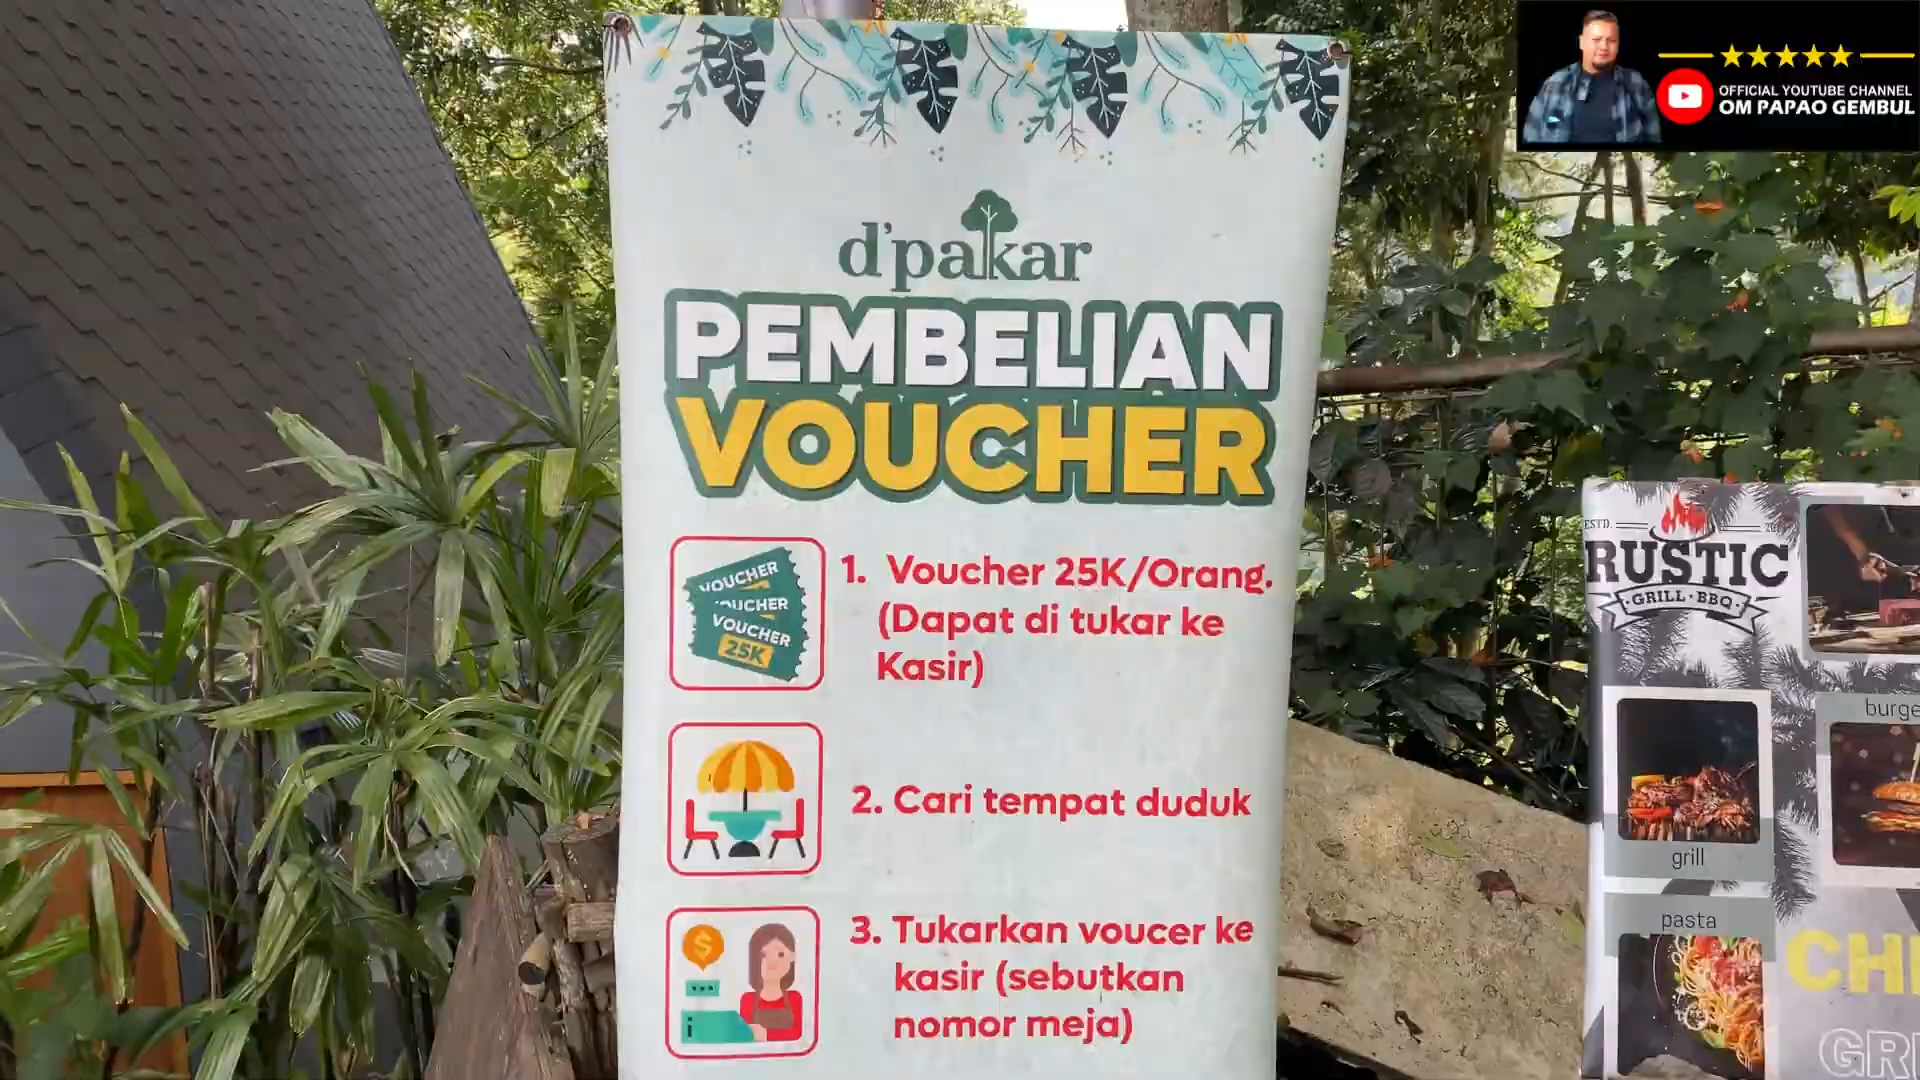 OFFICIAL YOUTUBE CHANNEL
OM PAPAO GEMBUL
d'pakar
PEMBELIAN
VOUCHER
VOUCHER
VOUCHER
VOUCHER
25K
1. Voucher 25K/Orang.
(Dapat di tukar ke
Kasir)
2. Cari tempat duduk
3. Tukarkan voucer ke
kasir (sebutkan
nomor meja)
ESTD.
RUSTIC
GRILL·BBQ
grill
pasta